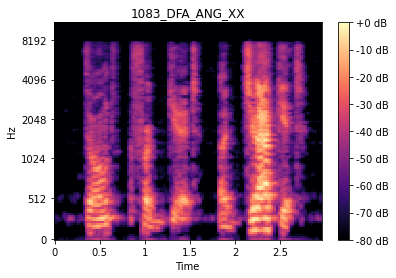 1083_DFA_ANG_XX
8192
4096
2048
1024
512
0
Hz
0
0.5
1
1.5
2
2.5
Time
+0 dB
-10 dB
-20 dB
-30 dB
-40 dB
-50 dB
-60 dB
-70 dB
-80 dB